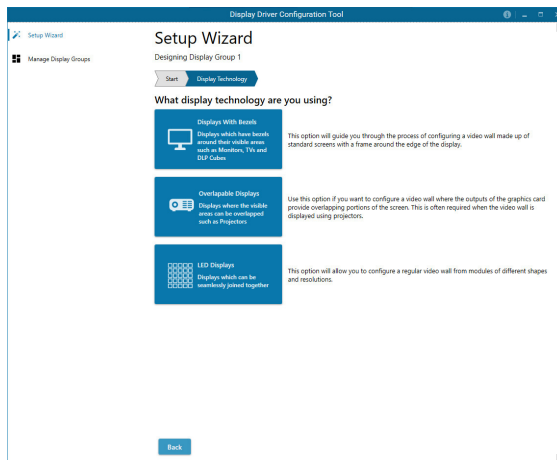 Display Driver Configuration Tool
Setup Wizard
Manage Display Groups
Setup Wizard
Designing Display Group 1
Start
Display Technology
What display technology are you using?
Displays With Bezels
Displays which have bezels
around their visible areas
such as Monitors, TVs and
DLP Cubes
This option will guide you through the process of configuring a video wall made up of
standard screens with a frame around the edge of the display.
Overlapable Displays
Displays where the visible
areas can be overlapped
such as Projectors
Use this option if you want to configure a video wall where the outputs of the graphics card
provide overlapping portions of the screen. This is often required when the video wall is
displayed using projectors.
LED Displays
Displays which can be
seamlessly joined together
This option will allow you to configure a regular video wall from modules of different shapes
and resolutions.
Back